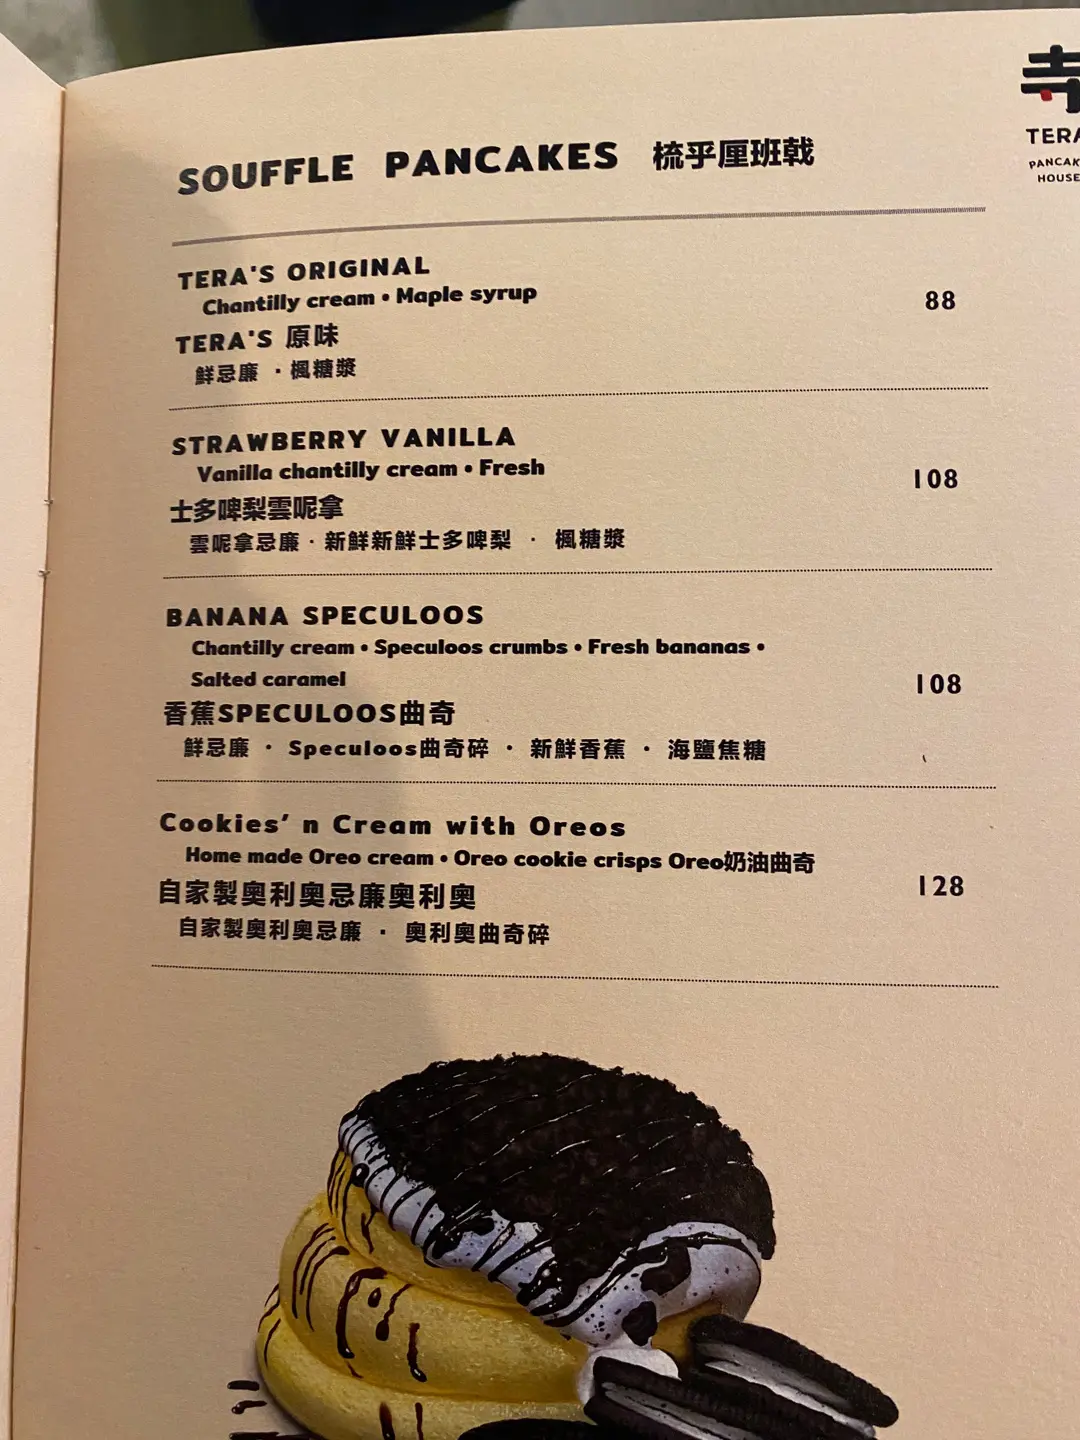 寺
TERA
PANCAK
HOUSE
SOUFFLE PANCAKES 梳乎厘班戟
TERA'S ORIGINAL
Chantilly cream • Maple syrup
88
TERA'S 原味
鮮忌廉 · 楓糖漿
STRAWBERRY VANILLA
Vanilla chantilly cream • Fresh
108
士多啤梨雲呢拿
雲呢拿忌廉 · 新鮮新鮮士多啤梨 · 楓糖漿
BANANA SPECULOOS
Chantilly cream • Speculoos crumbs • Fresh bananas •
Salted caramel
108
香蕉SPECULOOS曲奇
鮮忌廉 · Speculoos曲奇碎 · 新鮮香蕉 · 海鹽焦糖
Cookies’ n Cream with Oreos
Home made Oreo cream • Oreo cookie crisps Oreo奶油曲奇
128
自家製奧利奧忌廉奧利奧
自家製奧利奧忌廉 · 奧利奧曲奇碎